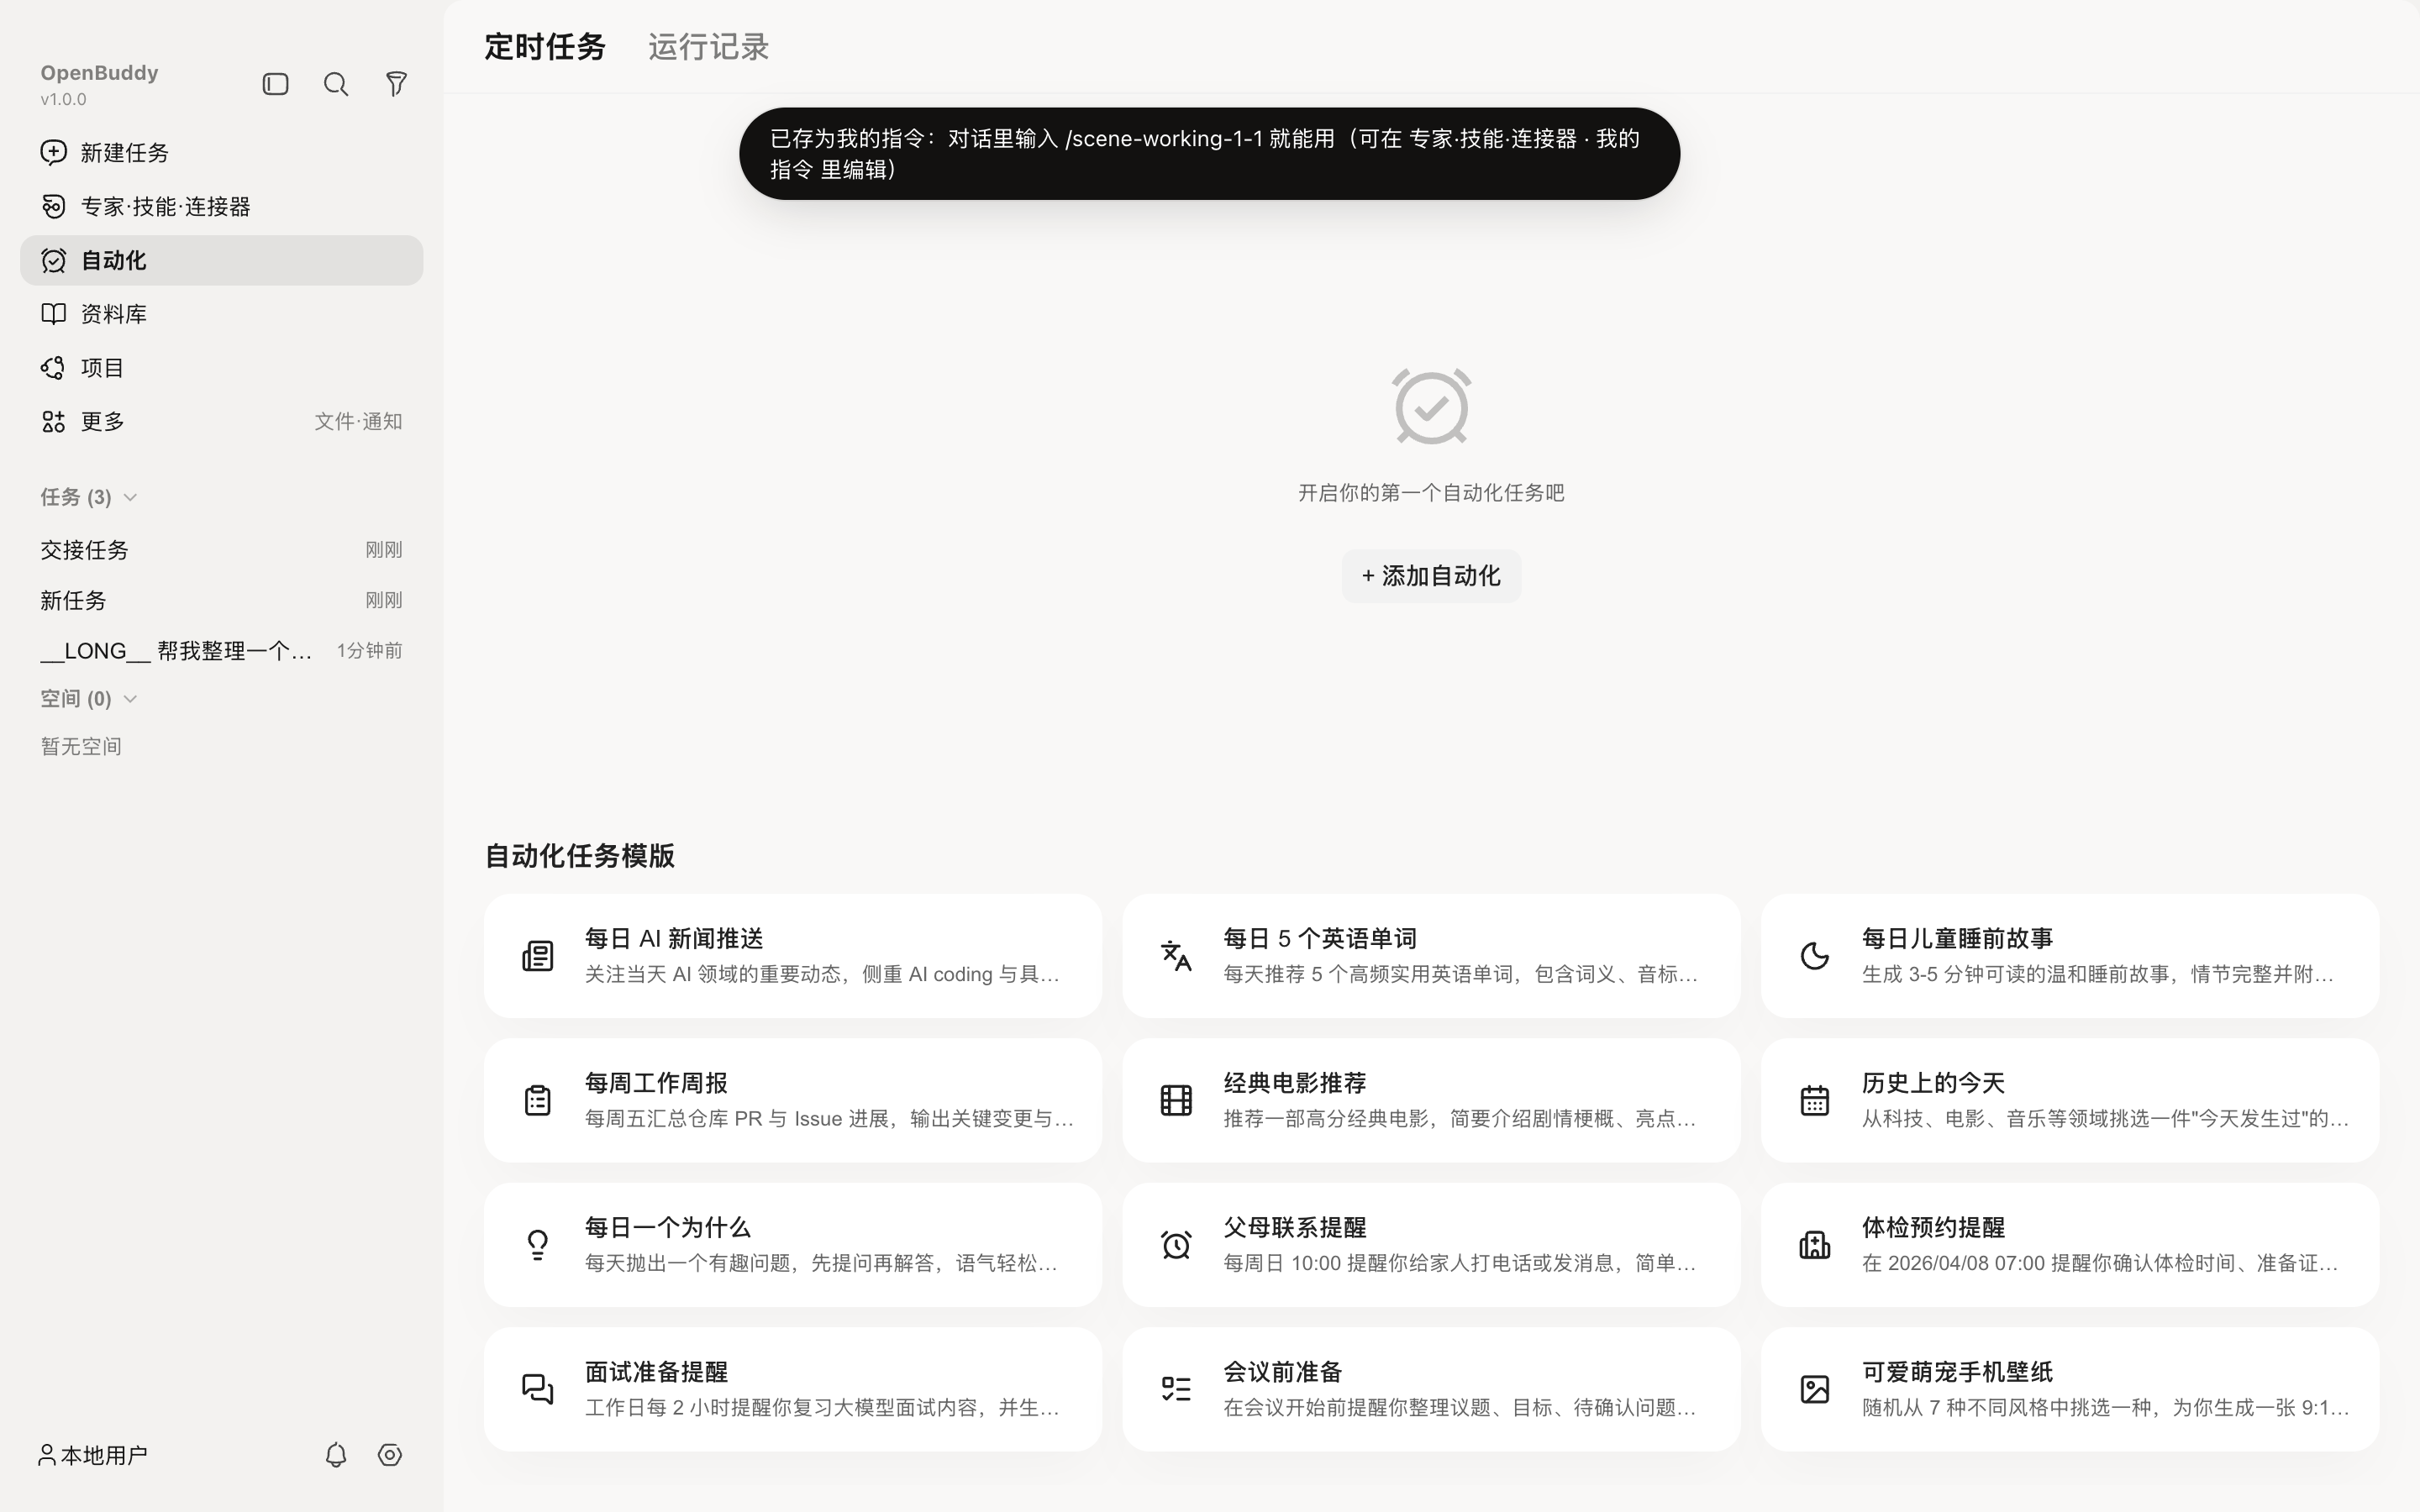 OpenBuddy
v1.0.0
新建任务
专家·技能·连接器
自动化
资料库
项目
更多 文件·通知
任务 (3)
交接任务 刚刚
新任务 刚刚
__LONG__ 帮我整理一个… 1分钟前
空间 (0)
暂无空间
本地用户
定时任务 运行记录
已存为我的指令：对话里输入 /scene-working-1-1 就能用（可在 专家·技能·连接器 · 我的
指令 里编辑）
开启你的第一个自动化任务吧
+ 添加自动化
自动化任务模版
每日 AI 新闻推送
关注当天 AI 领域的重要动态，侧重 AI coding 与具…
每日 5 个英语单词
每天推荐 5 个高频实用英语单词，包含词义、音标…
每日儿童睡前故事
生成 3-5 分钟可读的温和睡前故事，情节完整并附…
每周工作周报
每周五汇总仓库 PR 与 Issue 进展，输出关键变更与…
经典电影推荐
推荐一部高分经典电影，简要介绍剧情梗概、亮点…
历史上的今天
从科技、电影、音乐等领域挑选一件"今天发生过"的…
每日一个为什么
每天抛出一个有趣问题，先提问再解答，语气轻松…
父母联系提醒
每周日 10:00 提醒你给家人打电话或发消息，简单…
体检预约提醒
在 2026/04/08 07:00 提醒你确认体检时间、准备证…
面试准备提醒
工作日每 2 小时提醒你复习大模型面试内容，并生…
会议前准备
在会议开始前提醒你整理议题、目标、待确认问题…
可爱萌宠手机壁纸
随机从 7 种不同风格中挑选一种，为你生成一张 9:1…